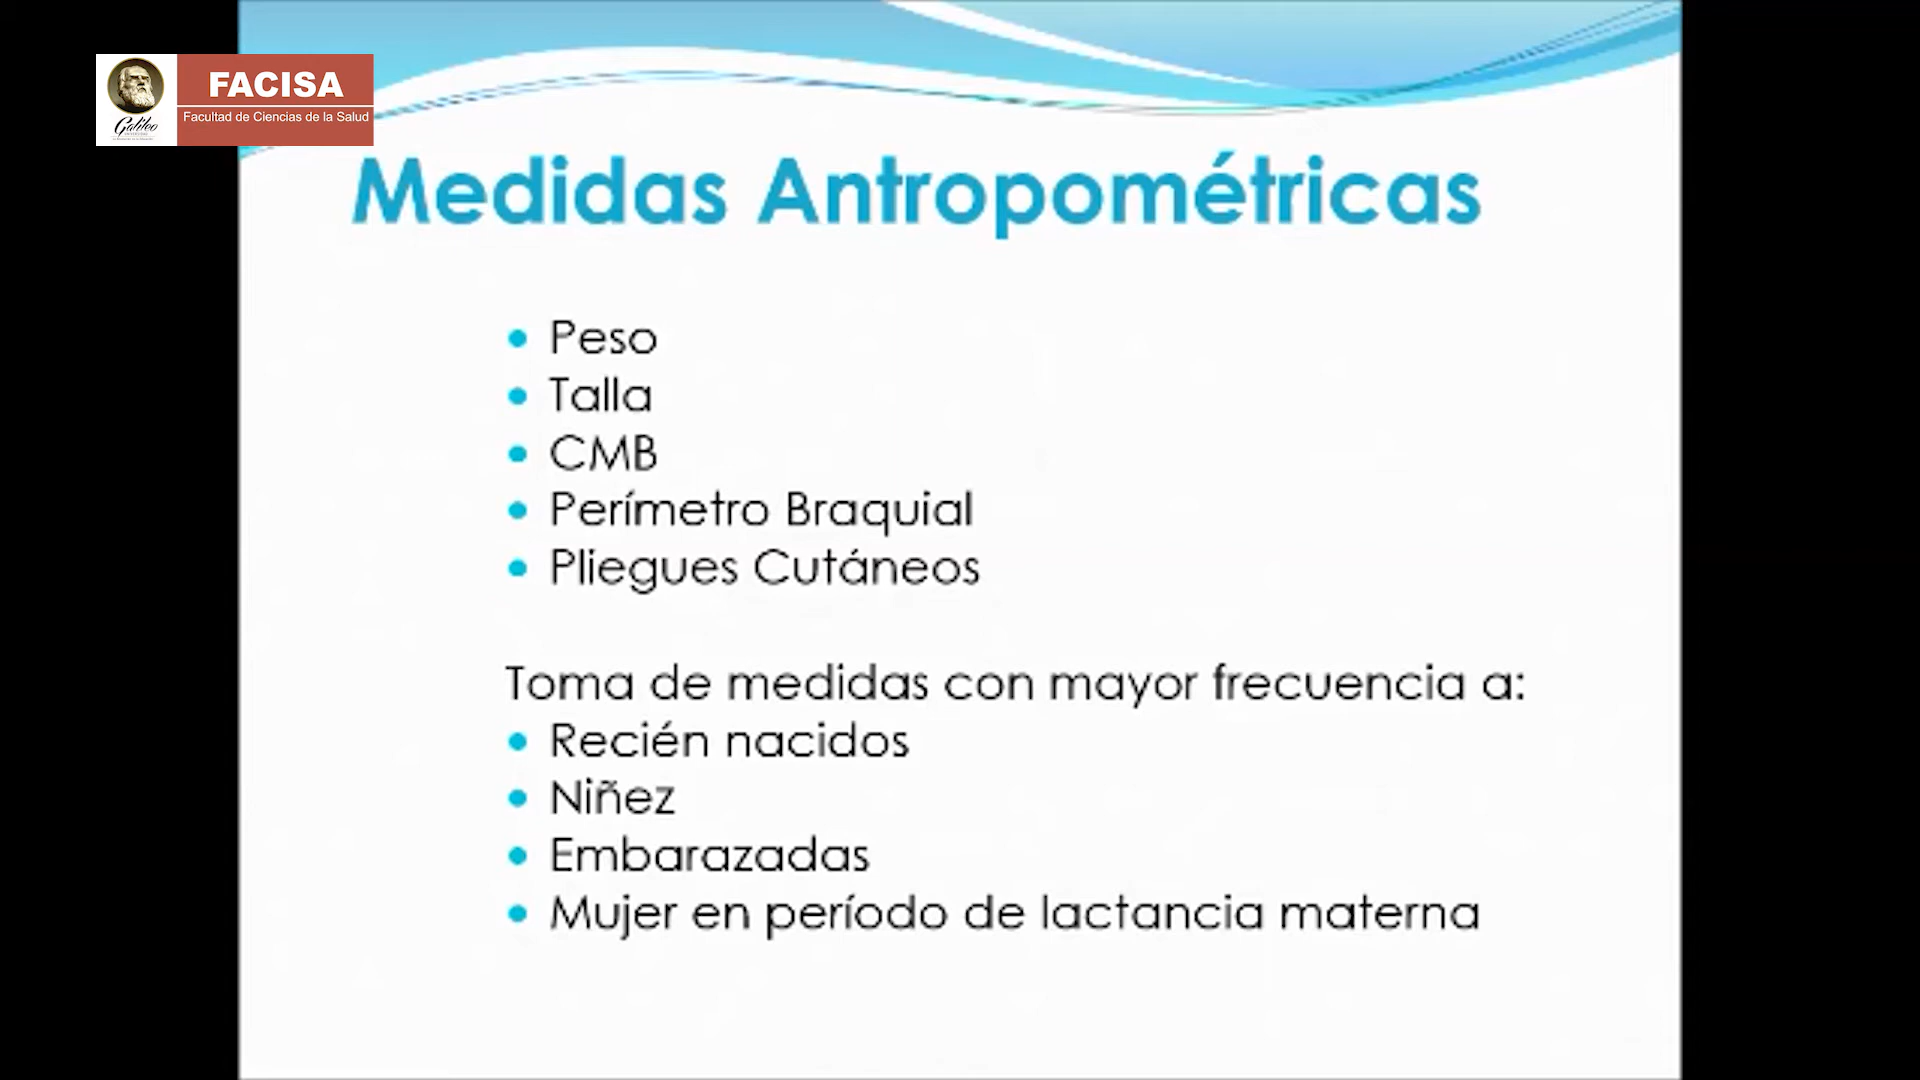 FACISA
Facultad de Ciencias de la Salud
Galileo
Medidas Antropométricas
Peso
Talla
CMB
Perímetro Braquial
Pliegues Cutáneos
Toma de medidas con mayor frecuencia a:
Recién nacidos
Niñez
Embarazadas
Mujer en período de lactancia materna